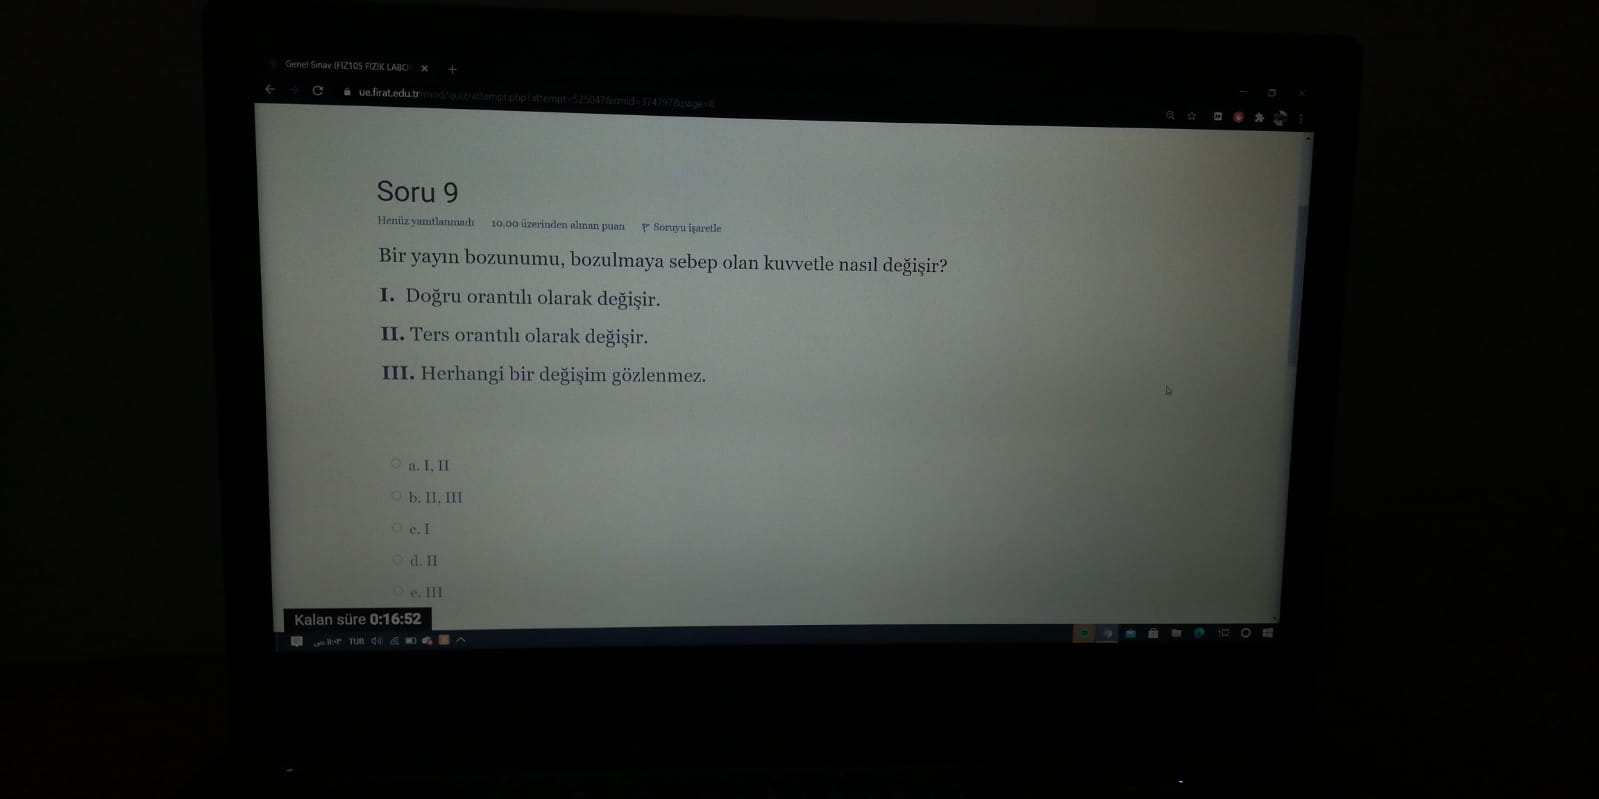 Genel Sınav (FİZ105 FİZİK LABO
ue.firat.edu.tr/mod/quiz/attempt.php?attempt=525047&cmid=374797&page=8
Soru 9
Henüz yanıtlanmadı 10.00 üzerinden alınan puan Soruyu işaretle
Bir yayın bozunumu, bozulmaya sebep olan kuvvetle nasıl değişir?
I. Doğru orantılı olarak değişir.
II. Ters orantılı olarak değişir.
III. Herhangi bir değişim gözlenmez.
a. I, II
b. II, III
c. I
d. II
e. III
Kalan süre 0:16:52
TUR